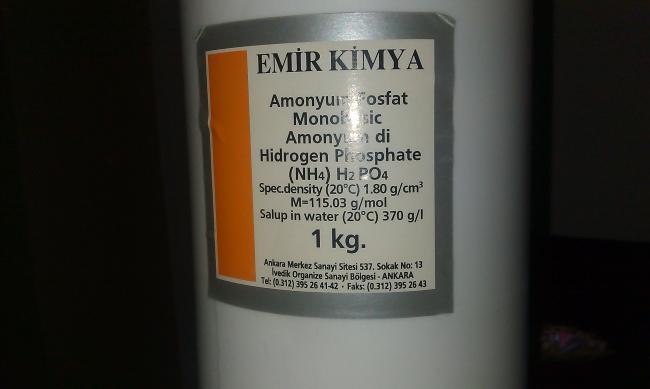 EMİR KİMYA
Amonyum Fosfat
Monobasic
Amonyum di
Hidrogen Phosphate
(NH4) H2 PO4
Spec.density (20°C) 1.80 g/cm³
M=115.03 g/mol
Salup in water (20°C) 370 g/l
1 kg.
Ankara Merkez Sanayi Sitesi 537. Sokak No: 13
İvedik Organize Sanayi Bölgesi - ANKARA
Tel: (0.312) 395 26 41-42 - Faks: (0.312) 395 26 43